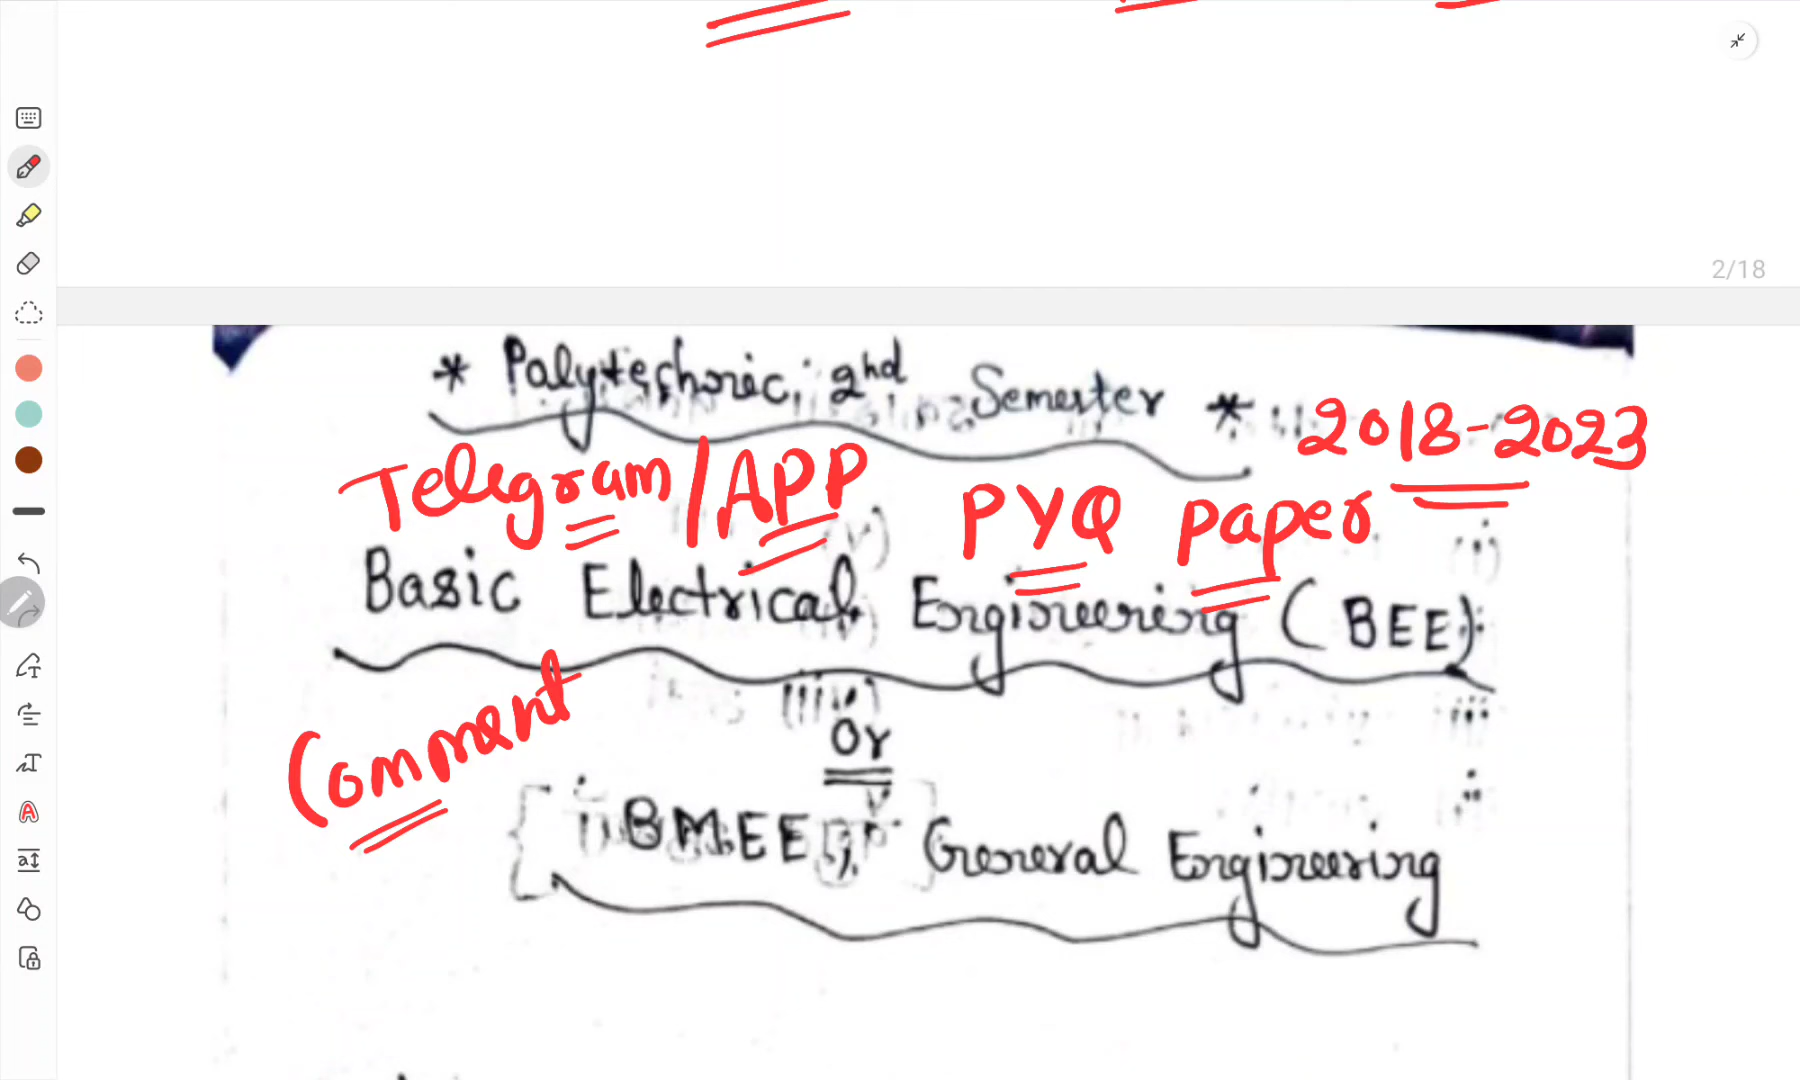 2/18
* Polytechnic 2nd Semester *
2018-2023
Telegram/APP PYQ Paper
Basic Electrical Engineering (BEE)
Comment
Or
BMEE, General Engineering